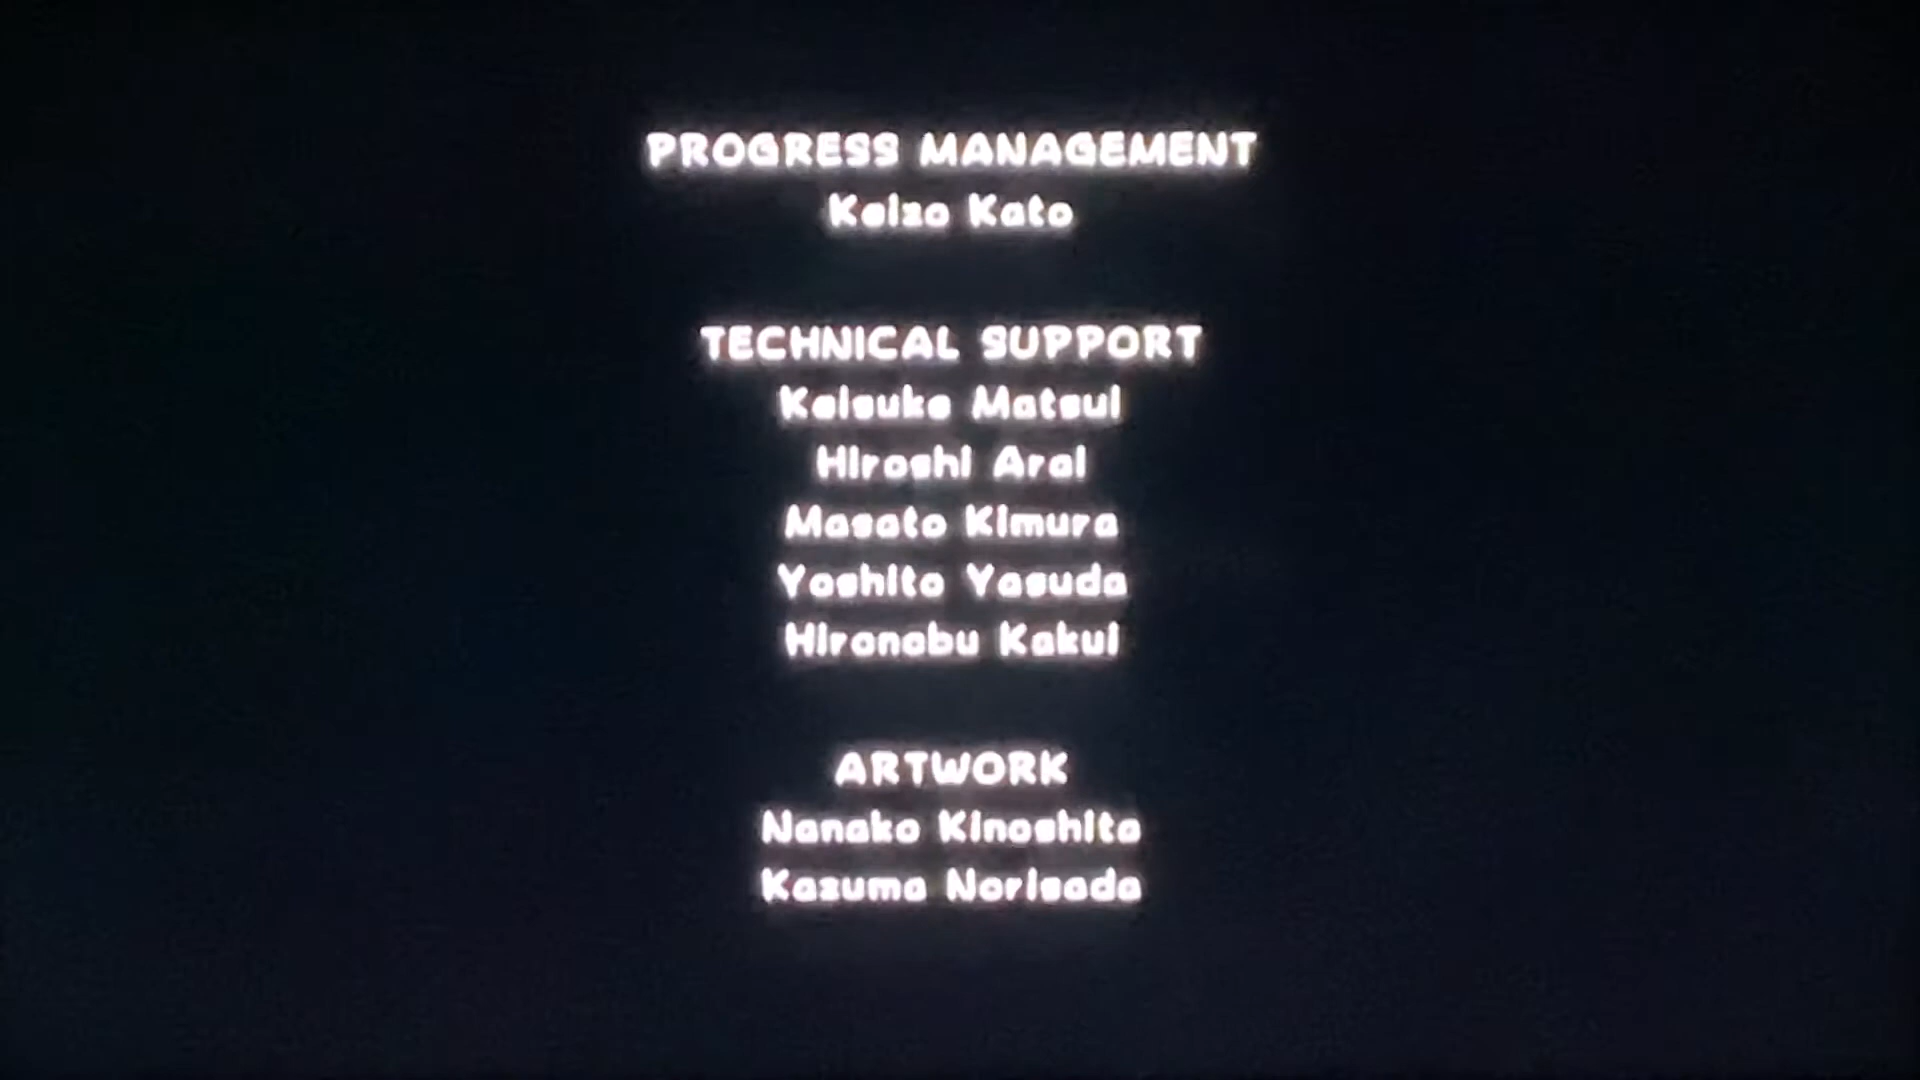 PROGRESS MANAGEMENT
Keizo Kato
TECHNICAL SUPPORT
Keisuke Matsui
Hiroshi Arai
Masato Kimura
Yoshito Yasuda
Hironobu Kakui
ARTWORK
Nanako Kinoshita
Kazuma Norisada